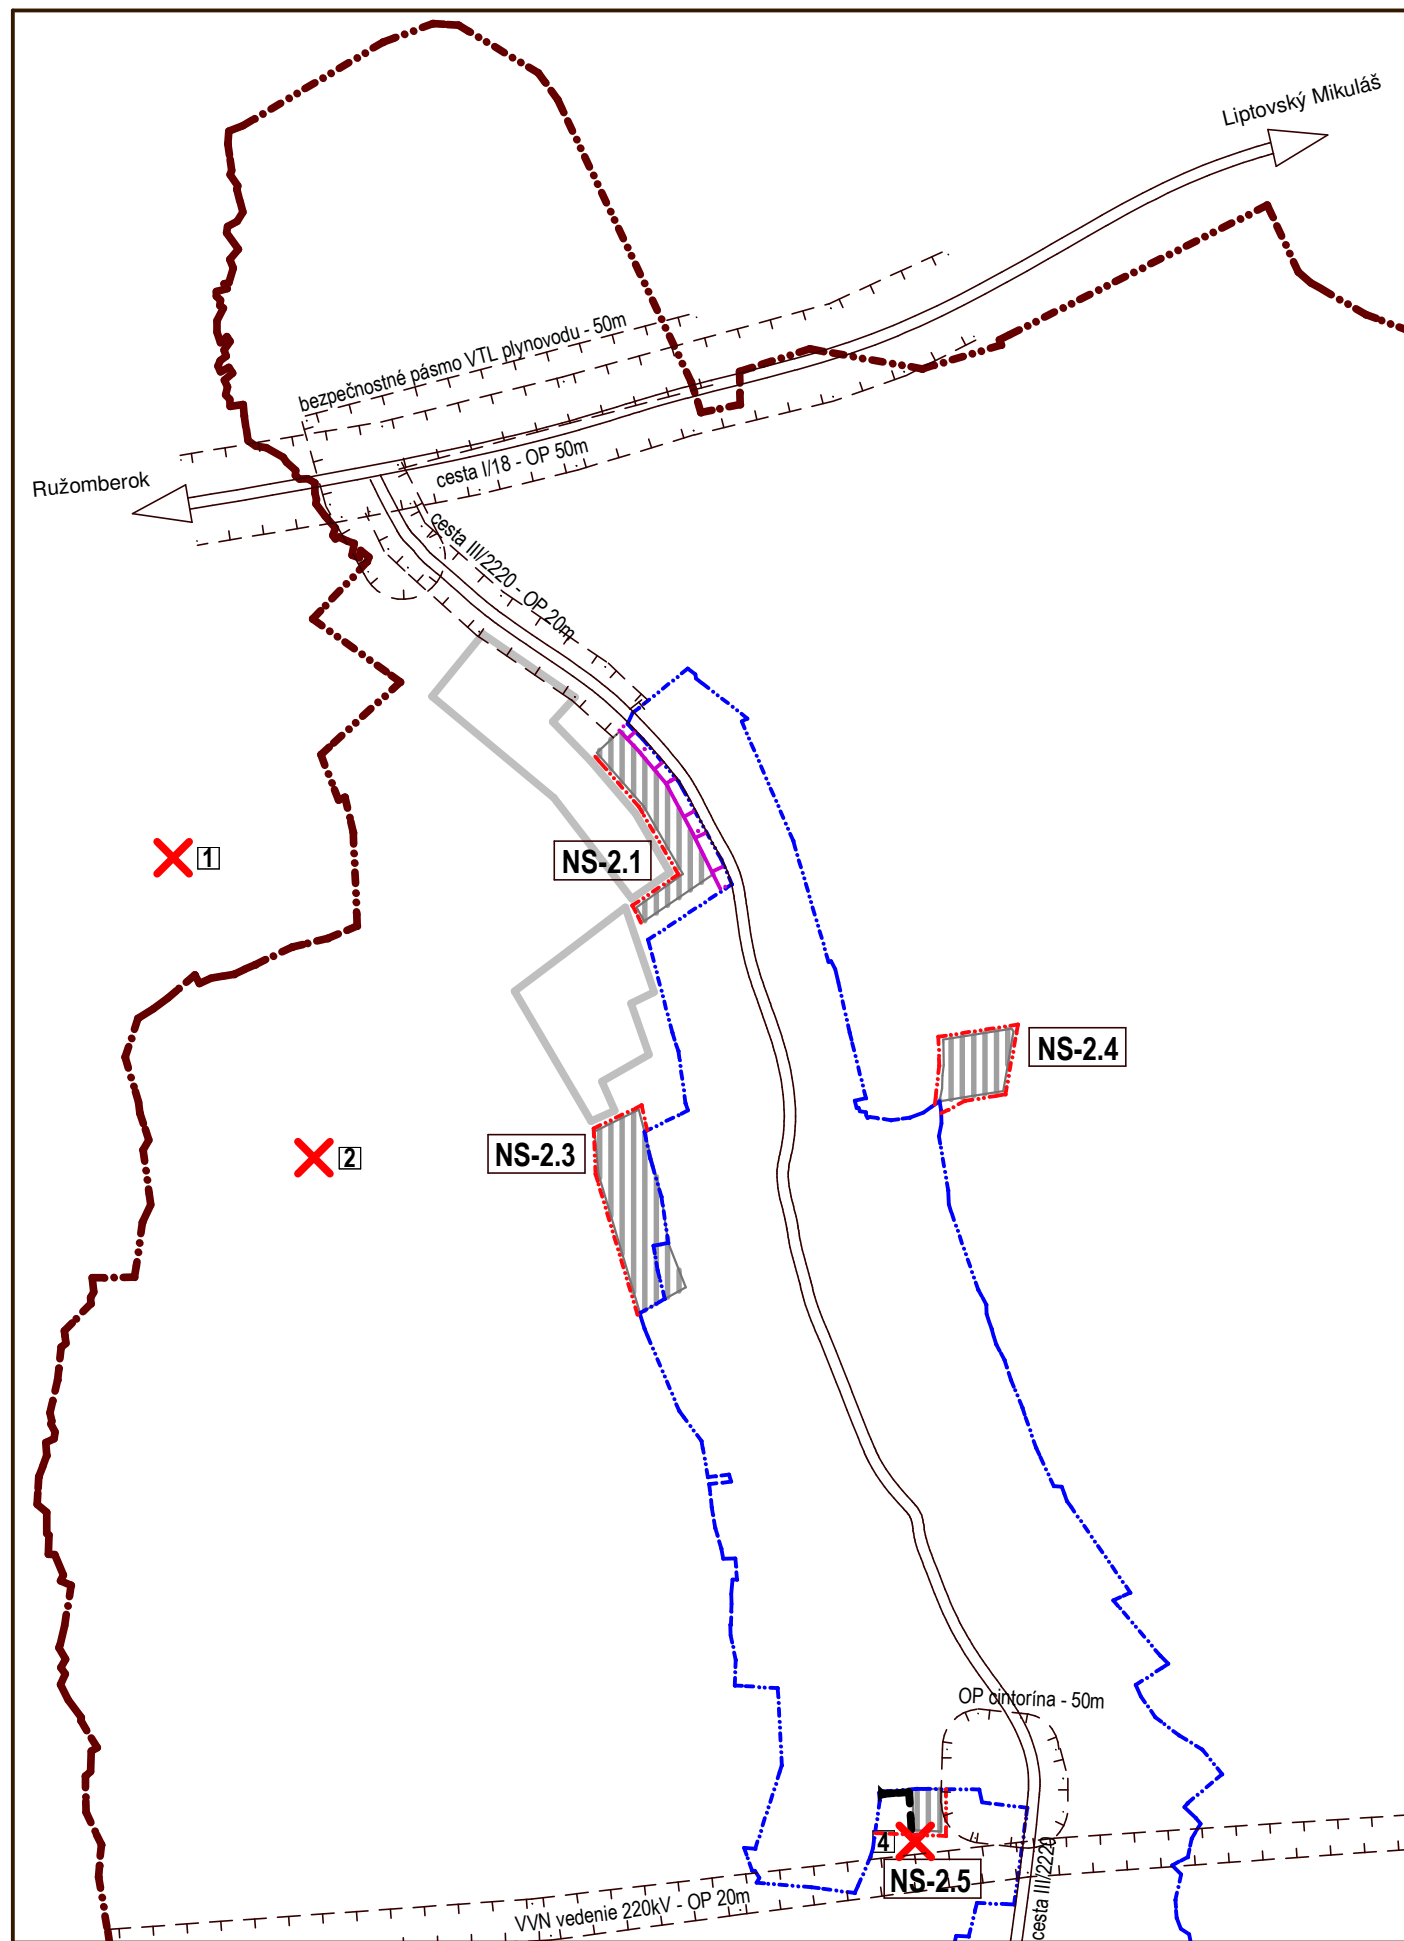 Liptovský Mikuláš
bezpečnostné pásmo VTL plynovodu - 50m
cesta I/18 - OP 50m
Ružomberok
cesta III/2220 - OP 20m
NS-2.1
1
NS-2.4
NS-2.3
2
OP cintorína - 50m
4
NS-2.5
cesta III/2220
VVN vedenie 220kV - OP 20m